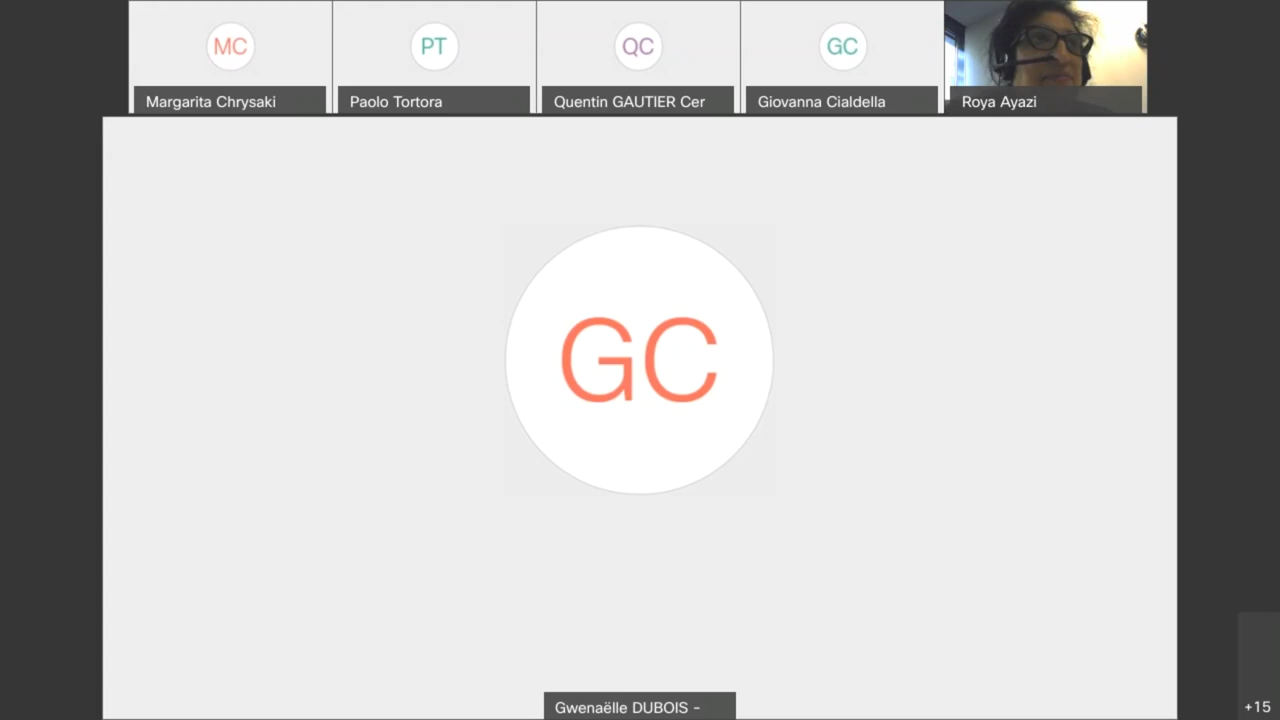 MC
PT
QC
GC
Margarita Chrysaki
Paolo Tortora
Quentin GAUTIER Cer
Giovanna Cialdella
Roya Ayazi
GC
Gwenaëlle DUBOIS -
+15